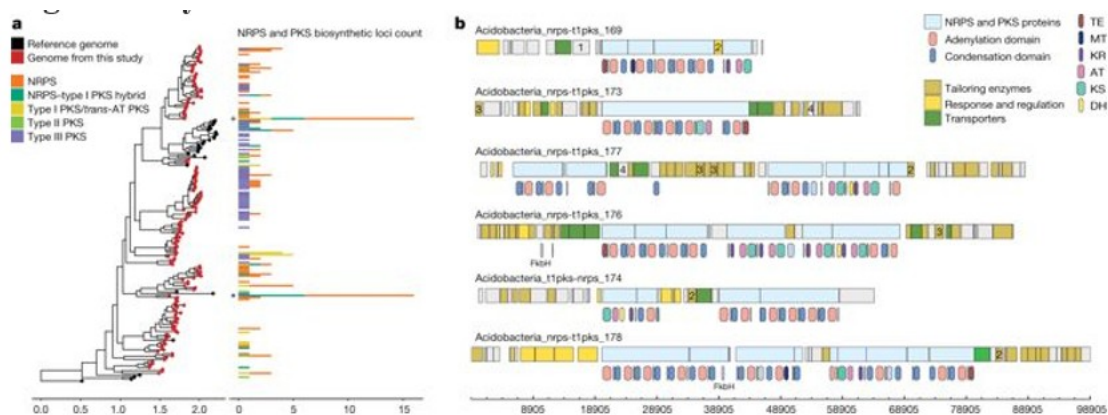 a
Reference genome
Genome from this study
NRPS
NRPS-type I PKS hybrid
Type I PKS/trans-AT PKS
Type II PKS
Type III PKS
0.0 0.5 1.0 1.5 2.0
NRPS and PKS biosynthetic loci count
0 5 10 15
b
Acidobacteria_nrps-t1pks_169
1 2
Acidobacteria_nrps-t1pks_173
3 4
Acidobacteria_nrps-t1pks_177
4 3 3 2
Acidobacteria_nrps-t1pks_176
3
FkbH
Acidobacteria_t1pks-nrps_174
2
Acidobacteria_nrps-t1pks_178
2
FkbH
8905 18905 28905 38905 48905 58905 68905 78905 88905 98905
NRPS and PKS proteins
Adenylation domain
Condensation domain
Tailoring enzymes
Response and regulation
Transporters
TE
MT
KR
AT
KS
DH